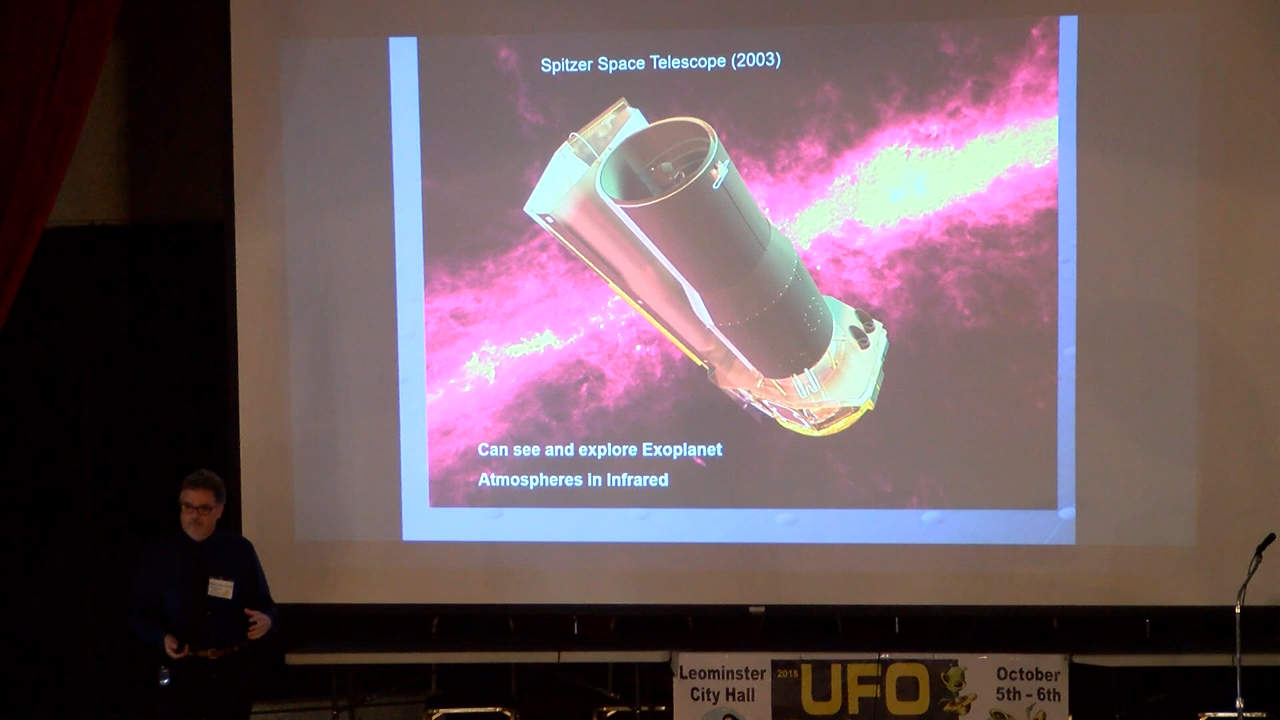 Spitzer Space Telescope (2003)
Can see and explore Exoplanet
Atmospheres in Infrared
Leominster
City Hall
2018
UFO
October
5th - 6th